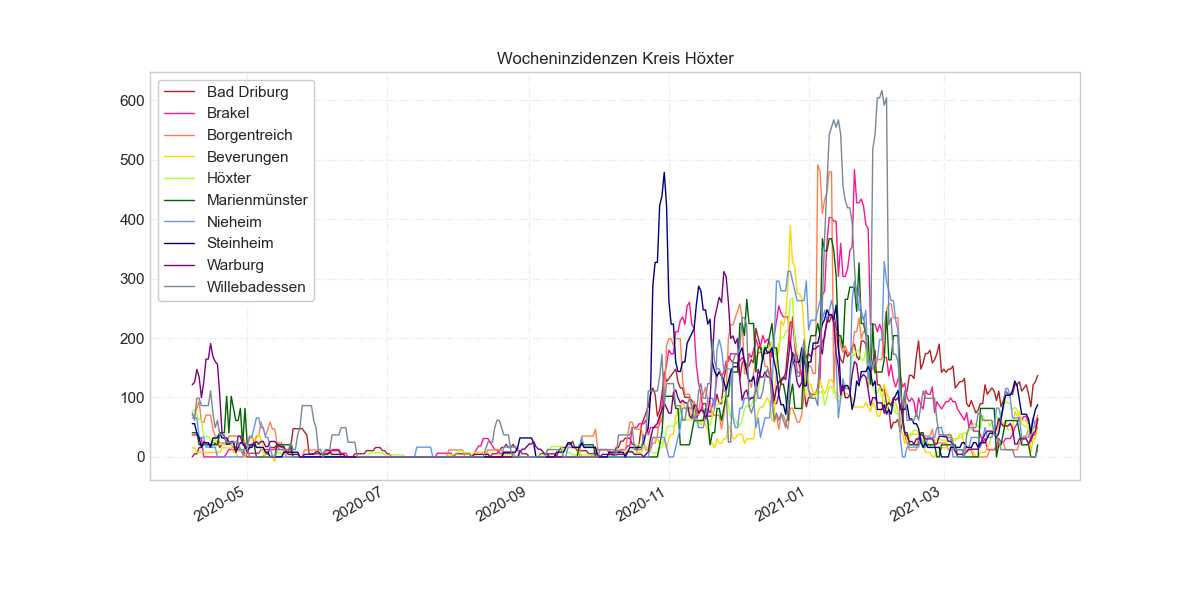 Wocheninzidenzen Kreis Höxter
600
500
400
300
200
100
0
Bad Driburg
Brakel
Borgentreich
Beverungen
Höxter
Marienmünster
Nieheim
Steinheim
Warburg
Willebadessen
2020-05
2020-07
2020-09
2020-11
2021-01
2021-03